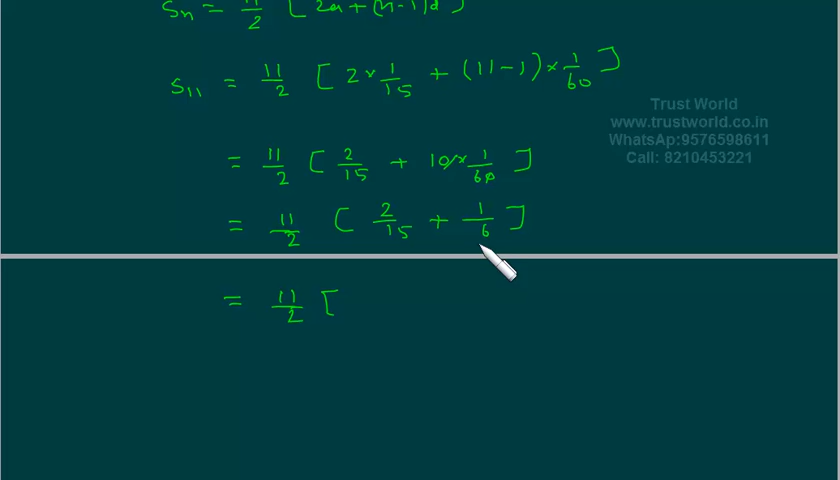 Sn = 11/2 [ 2a + (n-1)d ]
S11 = 11/2 [ 2 × 1/15 + (11-1) × 1/60 ]
Trust World
www.trustworld.co.in
WhatsAp:9576598611
Call: 8210453221
= 11/2 [ 2/15 + 10 × 1/60 ]
= 11/2 [ 2/15 + 1/6 ]
= 11/2 [